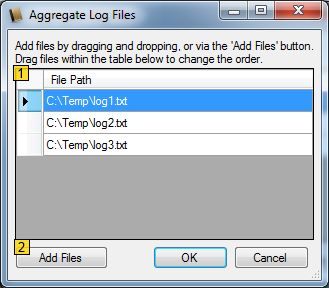 Aggregate Log Files
Add files by dragging and dropping, or via the 'Add Files' button.
Drag files within the table below to change the order.
1
File Path
C:\Temp\log1.txt
C:\Temp\log2.txt
C:\Temp\log3.txt
2
Add Files
OK
Cancel